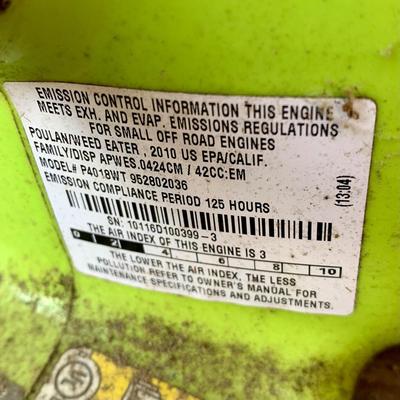 EMISSION CONTROL INFORMATION THIS ENGINE
MEETS EXH. AND EVAP. EMISSIONS REGULATIONS
FOR SMALL OFF ROAD ENGINES
POULAN/WEED EATER , 2010 US EPA/CALIF.
FAMILY/DISP APWES.0424CM / 42CC:EM
MODEL# P4018WT 952802036
EMISSION COMPLIANCE PERIOD 125 HOURS
(13:04)
SN: 10116D100399-3
THE AIR INDEX OF THIS ENGINE IS 3
0 2 4 6 8 10
THE LOWER THE AIR INDEX, THE LESS
POLLUTION REFER TO OWNER'S MANUAL FOR
MAINTENANCE SPECIFICATIONS AND ADJUSTMENTS.